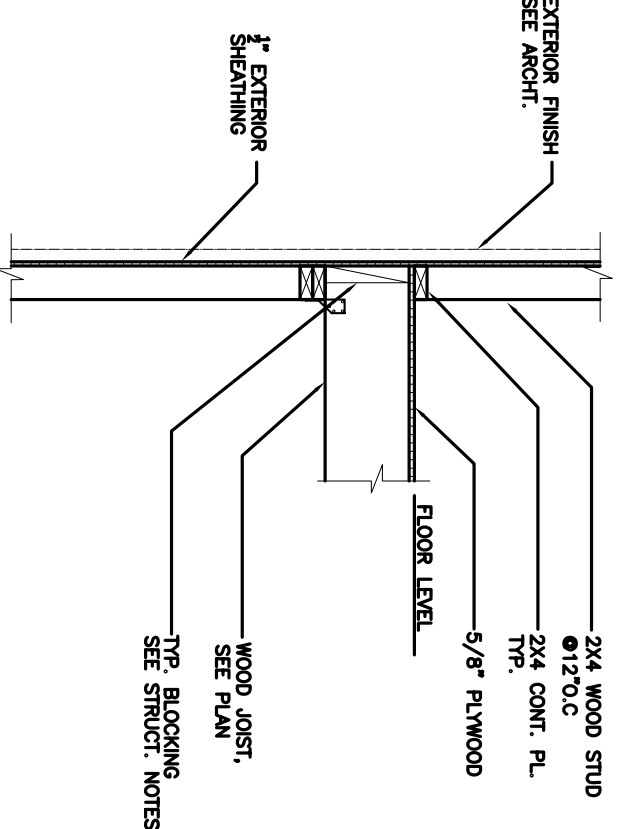 EXTERIOR FINISH
SEE ARCHT.
½" EXTERIOR
SHEATHING
2X4 WOOD STUD
@12"O.C
2X4 CONT. PL.
TYP.
5/8" PLYWOOD
FLOOR LEVEL
WOOD JOIST,
SEE PLAN
TYP. BLOCKING
SEE STRUCT. NOTES